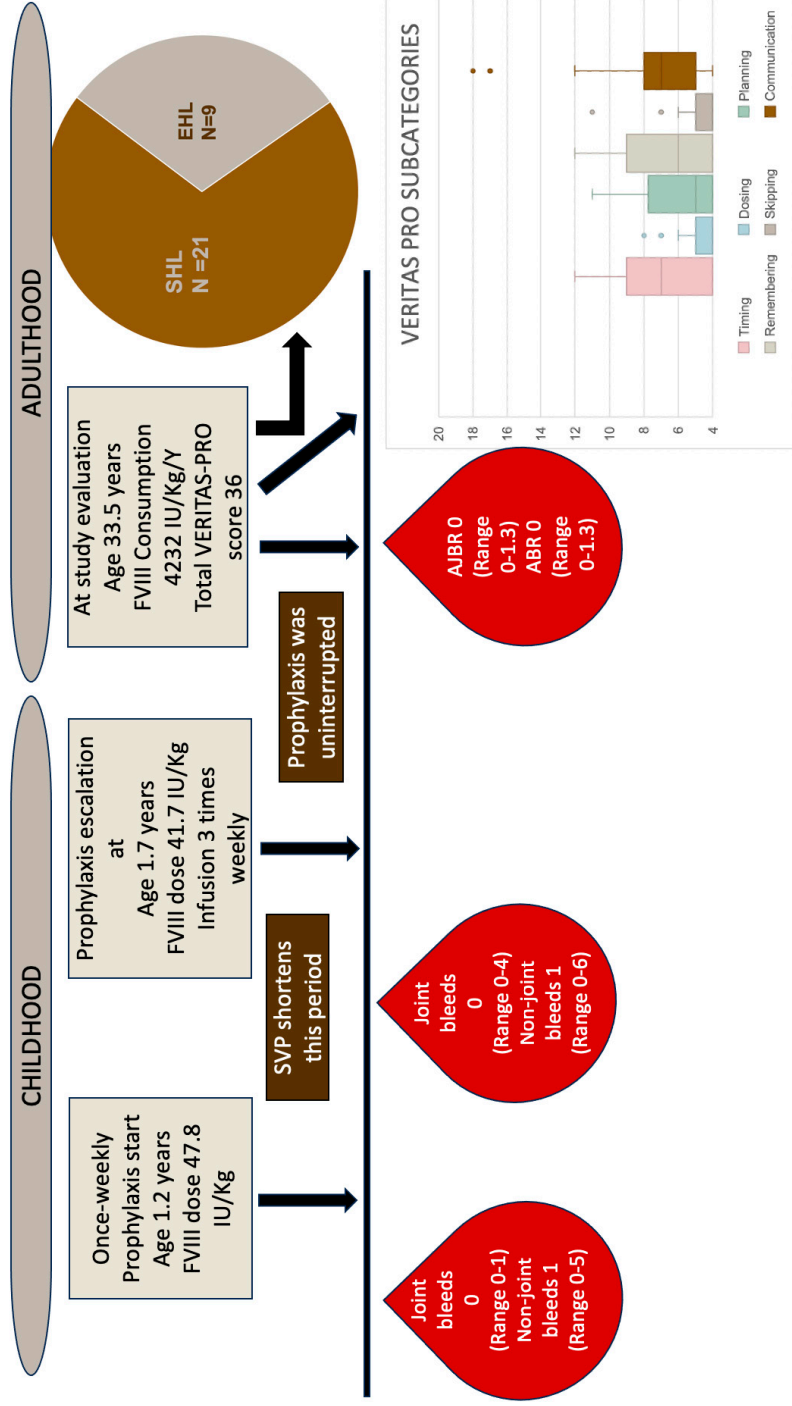 CHILDHOOD
ADULTHOOD
Once-weekly
Prophylaxis start
Age 1.2 years
FVIII dose 47.8
IU/Kg
Prophylaxis escalation
at
Age 1.7 years
FVIII dose 41.7 IU/Kg
Infusion 3 times
weekly
At study evaluation
Age 33.5 years
FVIII Consumption
4232 IU/Kg/Y
Total VERITAS-PRO
score 36
SHL
N =21
EHL
N=9
SVP shortens
this period
Prophylaxis was
uninterrupted
Joint
bleeds
0
(Range 0-1)
Non-joint
bleeds 1
(Range 0-5)
Joint
bleeds
0
(Range 0-4)
Non-joint
bleeds 1
(Range 0-6)
AJBR 0
(Range
0-1.3)
ABR 0
(Range
0-1.3)
VERITAS PRO SUBCATEGORIES
20
18
16
14
12
10
8
6
4
Timing
Dosing
Planning
Remembering
Skipping
Communication